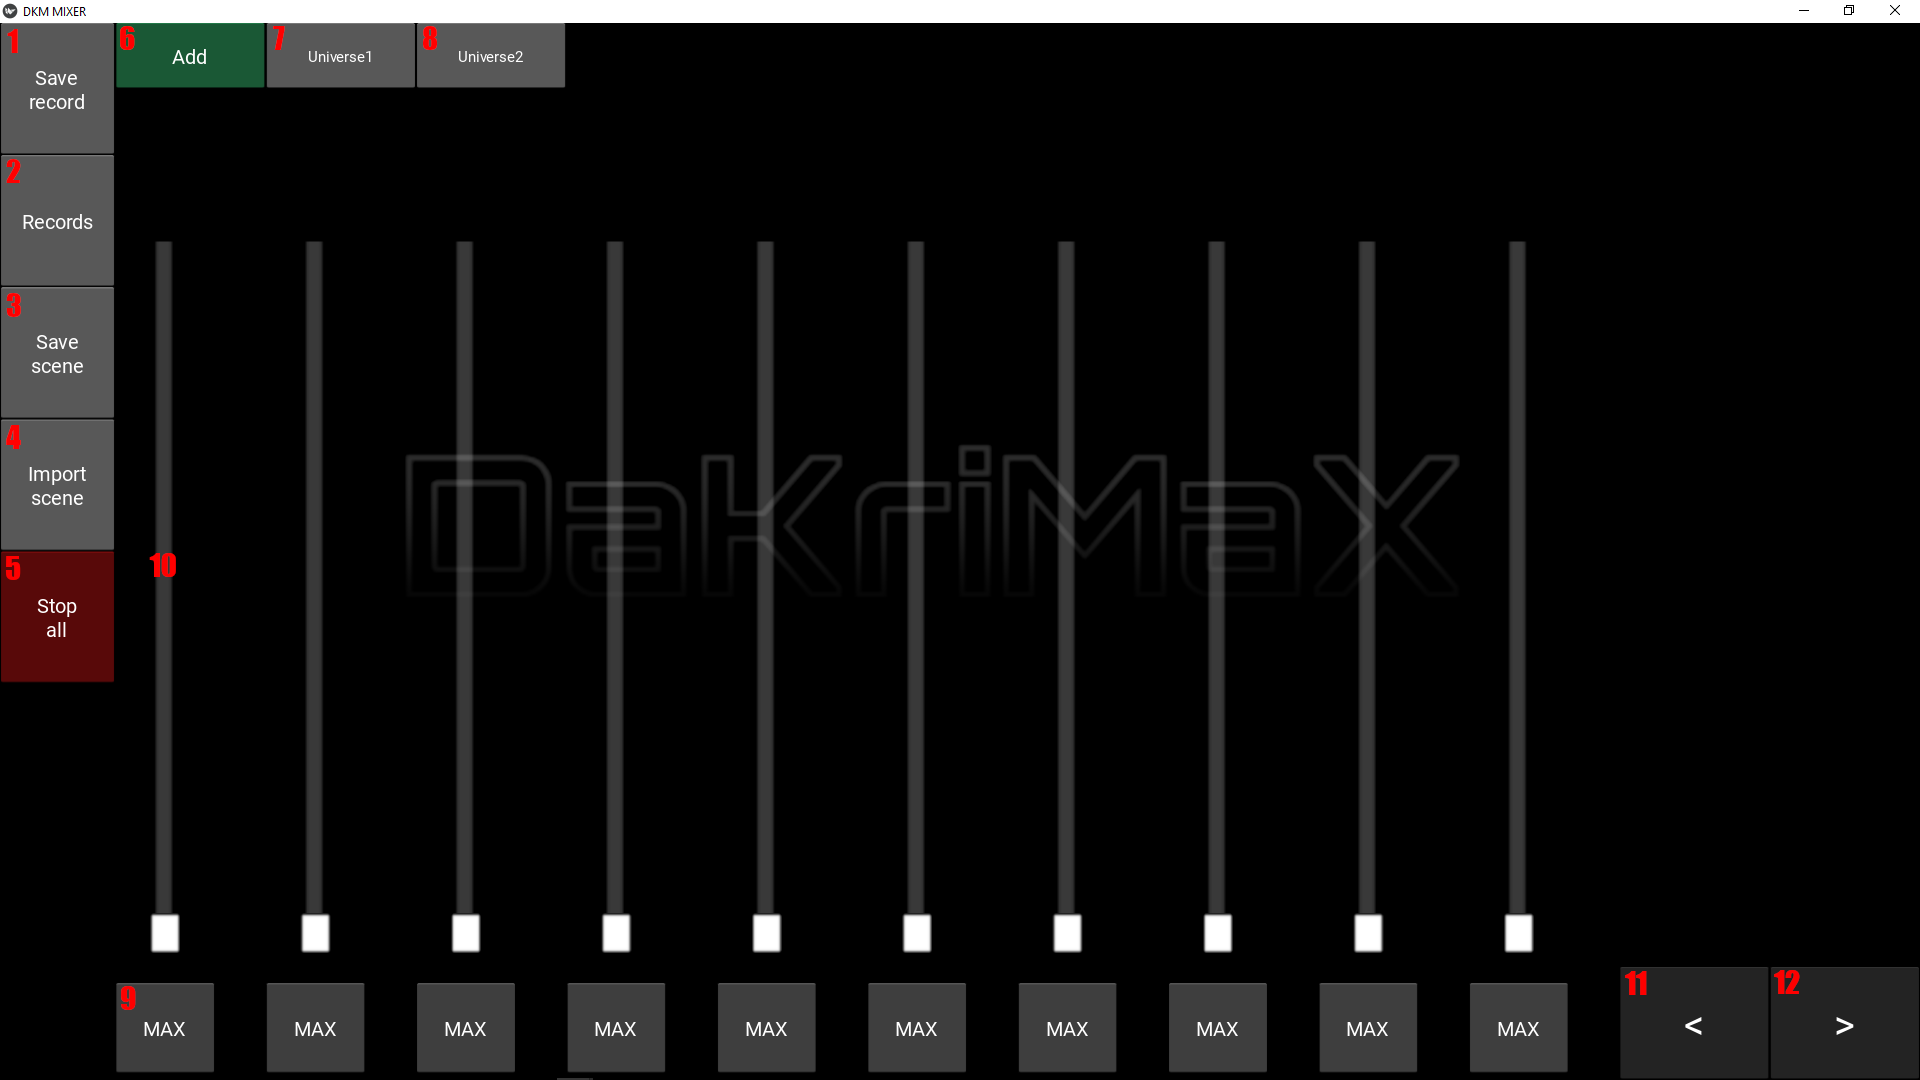 DKM MIXER
1
Save
record
2
Records
3
Save
scene
4
Import
scene
5
Stop
all
6
Add
7
Universe1
8
Universe2
10
DaKriMaX
9
MAX
MAX
MAX
MAX
MAX
MAX
MAX
MAX
MAX
MAX
11
<
12
>